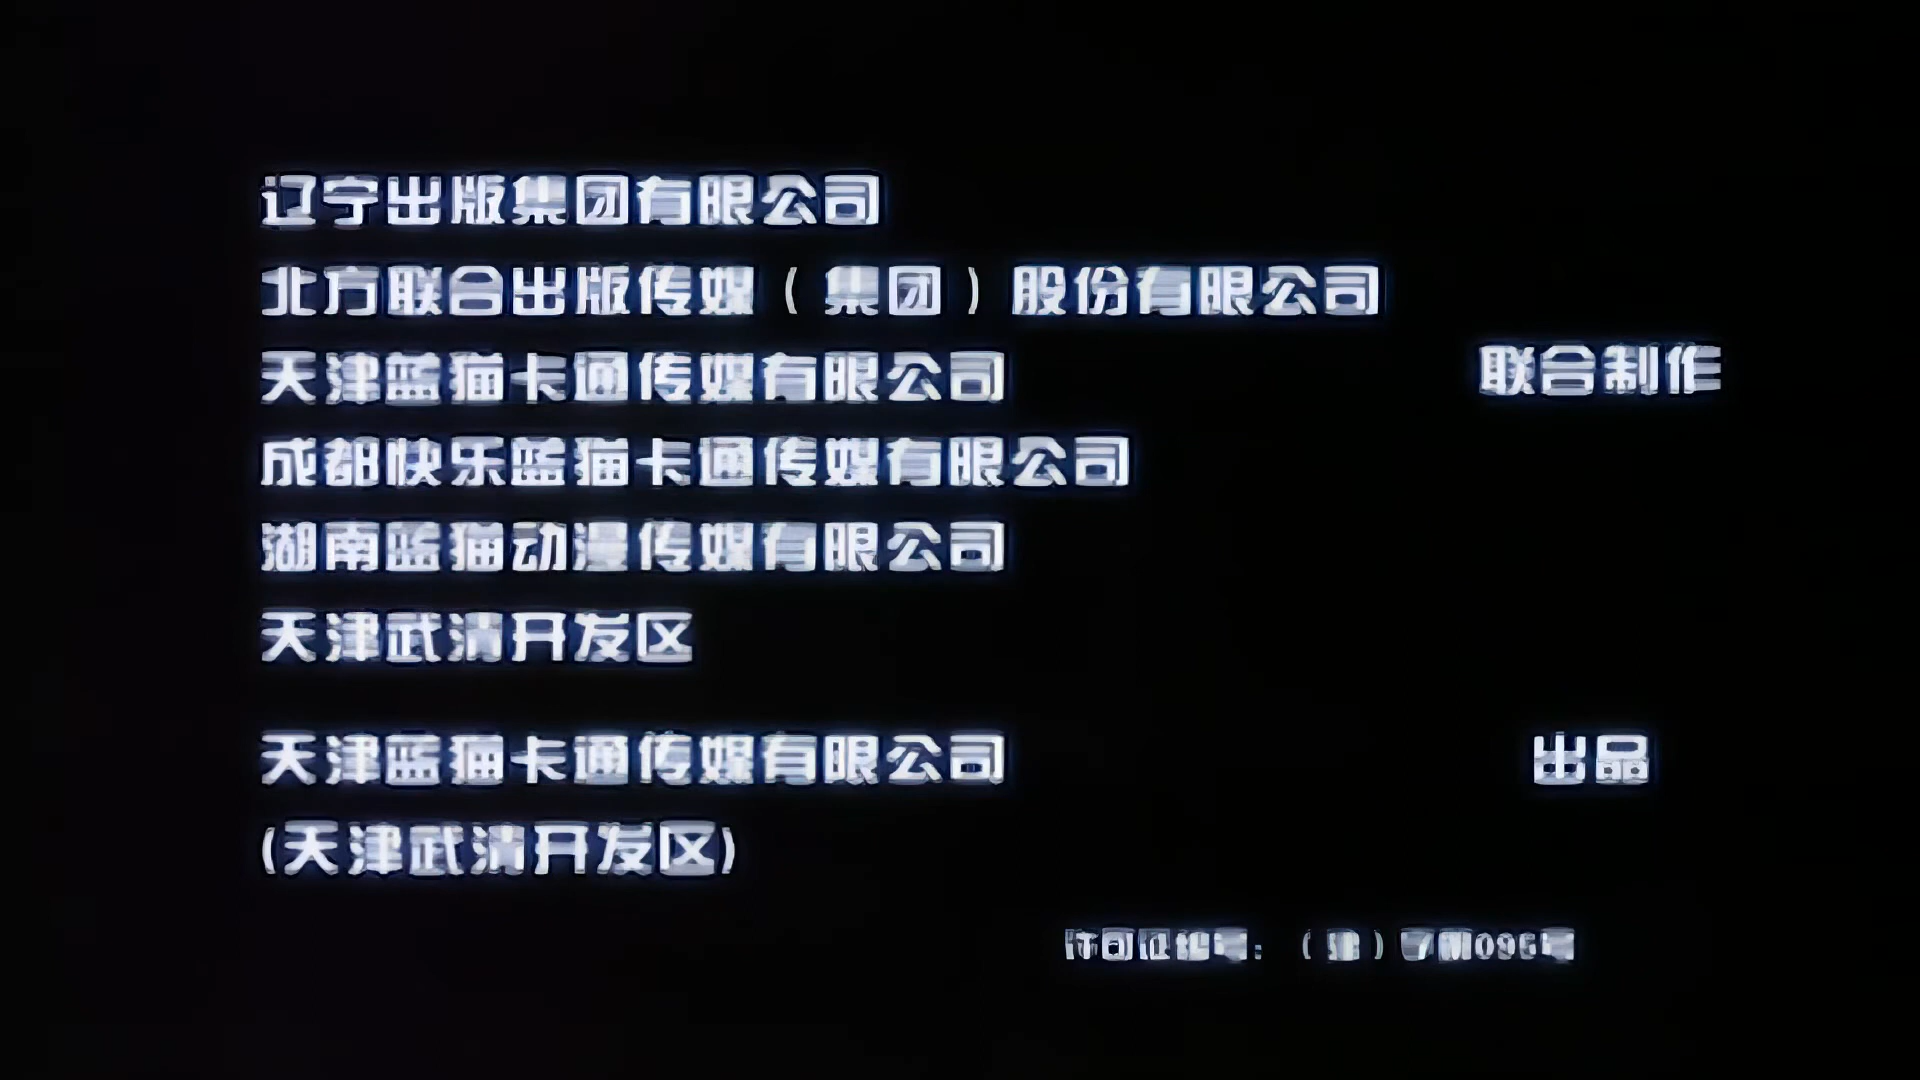 辽宁出版集团有限公司
北方联合出版传媒（集团）股份有限公司
天津蓝猫卡通传媒有限公司
联合制作
成都快乐蓝猫卡通传媒有限公司
湖南蓝猫动漫传媒有限公司
天津武清开发区
天津蓝猫卡通传媒有限公司
出品
(天津武清开发区)